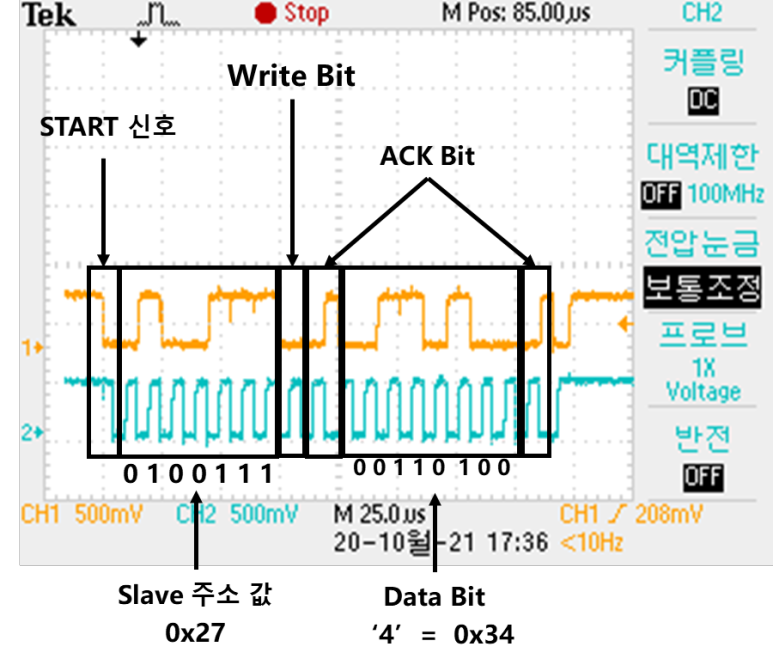 Tek Stop M Pos: 85.00µs CH2
커플링
DC
Write Bit
START 신호
ACK Bit
대역제한
OFF 100MHz
전압눈금
보통조정
프로브
1X
Voltage
반전
OFF
1
2
0 1 0 0 1 1 1
0 0 1 1 0 1 0 0
CH1 500mV CH2 500mV M 25.0µs CH1 208mV
20-10월-21 17:36 <10Hz
Slave 주소 값
0x27
Data Bit
‘4’ = 0x34